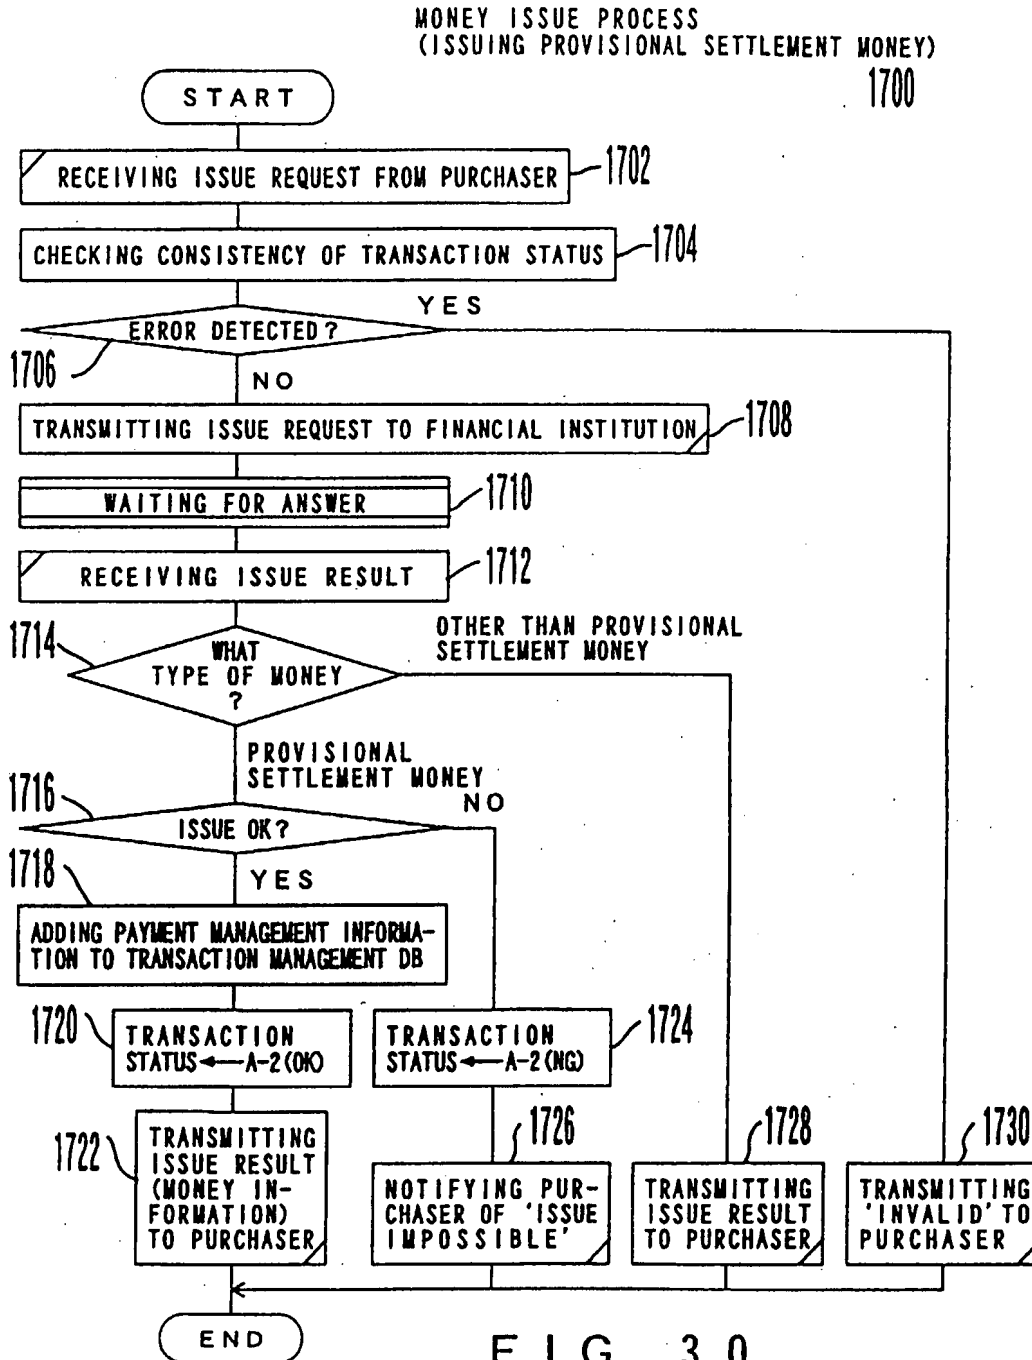 MONEY ISSUE PROCESS
(ISSUING PROVISIONAL SETTLEMENT MONEY)
1700
START
RECEIVING ISSUE REQUEST FROM PURCHASER
1702
CHECKING CONSISTENCY OF TRANSACTION STATUS
1704
YES
ERROR DETECTED?
1706
NO
TRANSMITTING ISSUE REQUEST TO FINANCIAL INSTITUTION
1708
WAITING FOR ANSWER
1710
RECEIVING ISSUE RESULT
1712
1714
WHAT
TYPE OF MONEY
?
OTHER THAN PROVISIONAL
SETTLEMENT MONEY
PROVISIONAL
SETTLEMENT MONEY
1716
NO
ISSUE OK?
1718
YES
ADDING PAYMENT MANAGEMENT INFORMA-
TION TO TRANSACTION MANAGEMENT DB
1720
TRANSACTION
STATUS←A-2(OK)
TRANSACTION
STATUS←A-2(NG)
1724
1722
TRANSMITTING
ISSUE RESULT
(MONEY IN-
FORMATION)
TO PURCHASER
1726
NOTIFYING PUR-
CHASER OF 'ISSUE
IMPOSSIBLE'
1728
TRANSMITTING
ISSUE RESULT
TO PURCHASER
1730
TRANSMITTING
'INVALID' TO
PURCHASER
END
FIG. 30